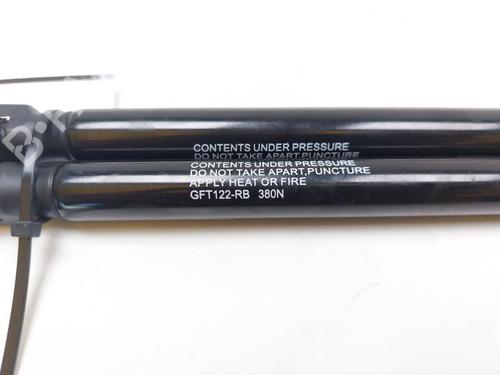 CONTENTS UNDER PRESSURE
DO NOT TAKE APART,PUNCTURE
CONTENTS UNDER PRESSURE
DO NOT TAKE APART,PUNCTURE
APPLY HEAT OR FIRE
GFT122-RB 380N